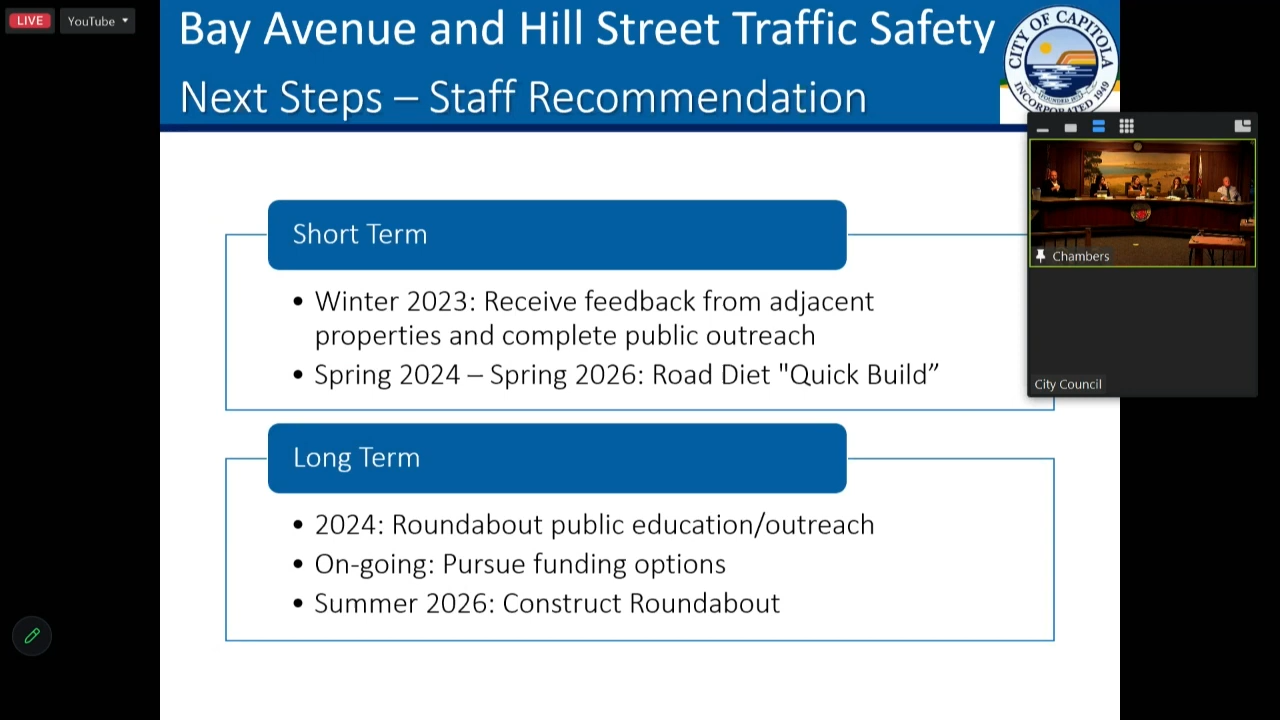 LIVE
YouTube
Bay Avenue and Hill Street Traffic Safety
Next Steps – Staff Recommendation
CITY OF CAPITOLA
INCORPORATED 1949
Short Term
• Winter 2023: Receive feedback from adjacent
properties and complete public outreach
• Spring 2024 – Spring 2026: Road Diet "Quick Build”
Chambers
City Council
Long Term
• 2024: Roundabout public education/outreach
• On-going: Pursue funding options
• Summer 2026: Construct Roundabout